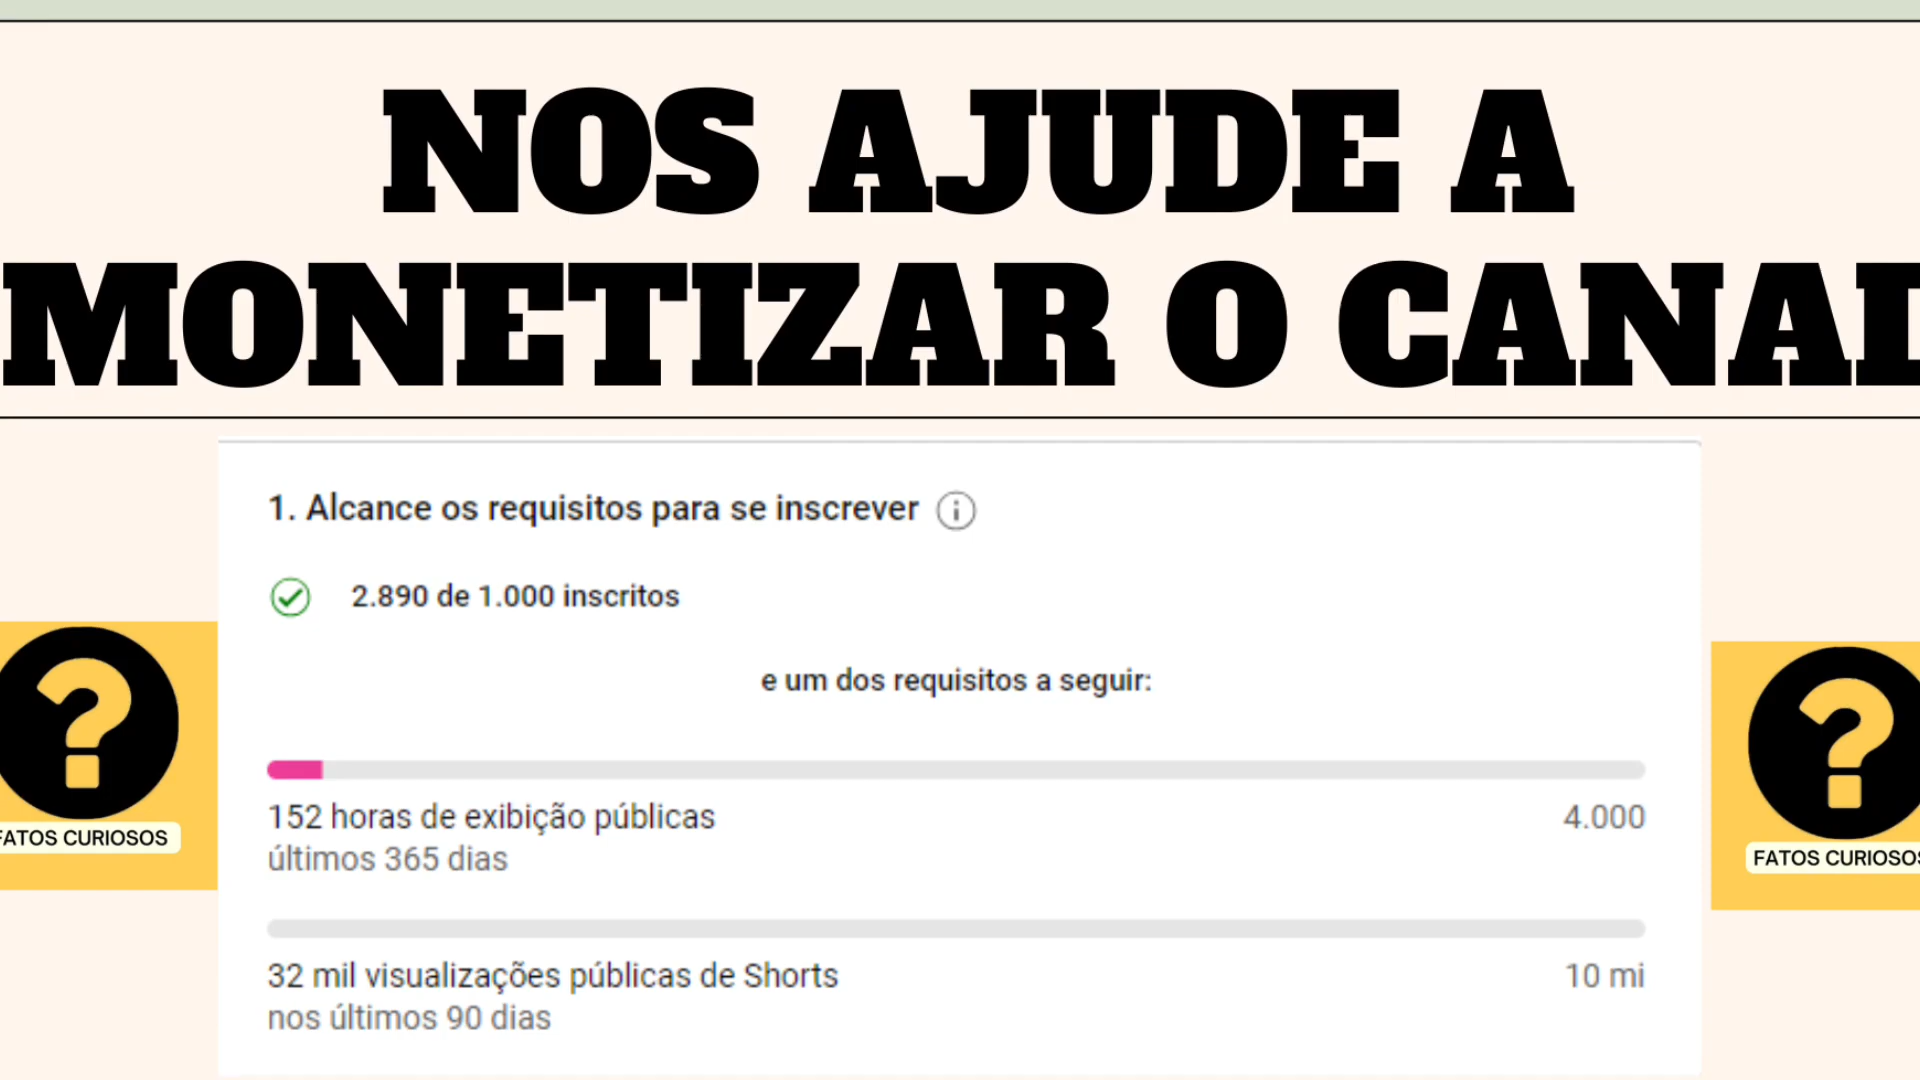 NOS AJUDE A
MONETIZAR O CANAL
1. Alcance os requisitos para se inscrever
2.890 de 1.000 inscritos
e um dos requisitos a seguir:
152 horas de exibição públicas 4.000
últimos 365 dias
32 mil visualizações públicas de Shorts 10 mi
nos últimos 90 dias
FATOS CURIOSOS
FATOS CURIOSOS